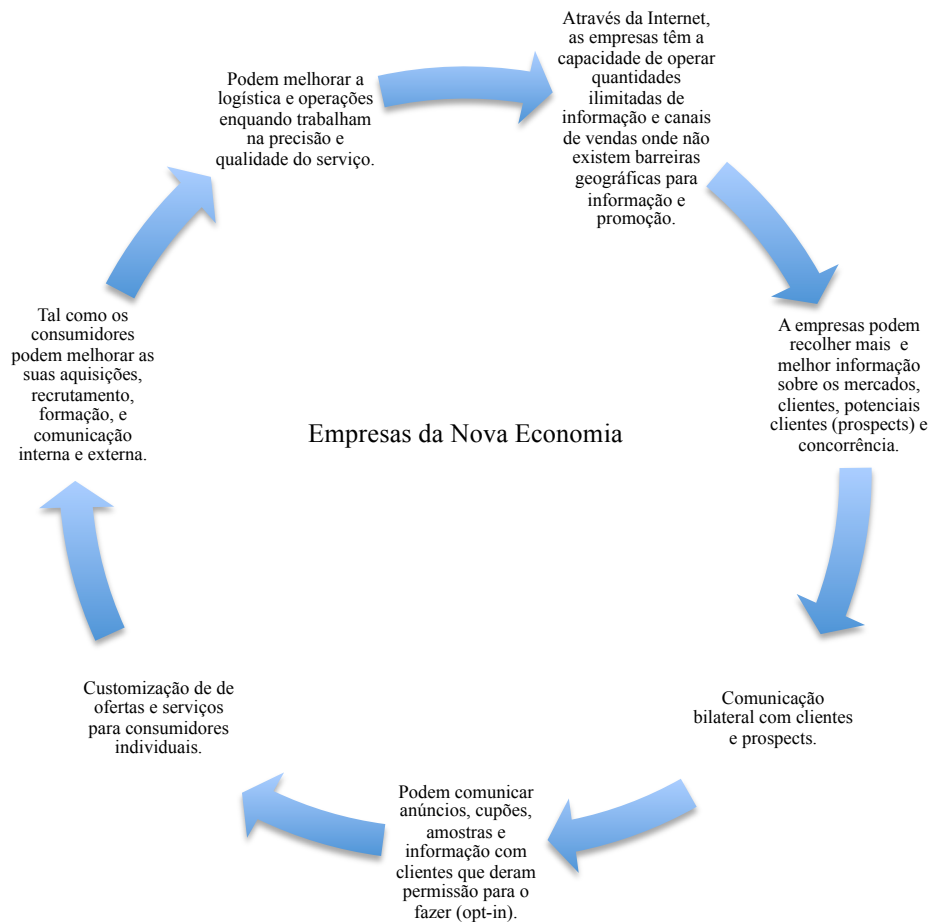 Através da Internet,
as empresas têm a
capacidade de operar
quantidades
ilimitadas de
informação e canais
de vendas onde não
existem barreiras
geográficas para
informação e
promoção.
A empresas podem
recolher mais e
melhor informação
sobre os mercados,
clientes, potenciais
clientes (prospects) e
concorrência.
Comunicação
bilateral com clientes
e prospects.
Podem comunicar
anúncios, cupões,
amostras e
informação com
clientes que deram
permissão para o
fazer (opt-in).
Customização de de
ofertas e serviços
para consumidores
individuais.
Tal como os
consumidores
podem melhorar as
suas aquisições,
recrutamento,
formação, e
comunicação
interna e externa.
Podem melhorar a
logística e operações
enquando trabalham
na precisão e
qualidade do serviço.
Empresas da Nova Economia